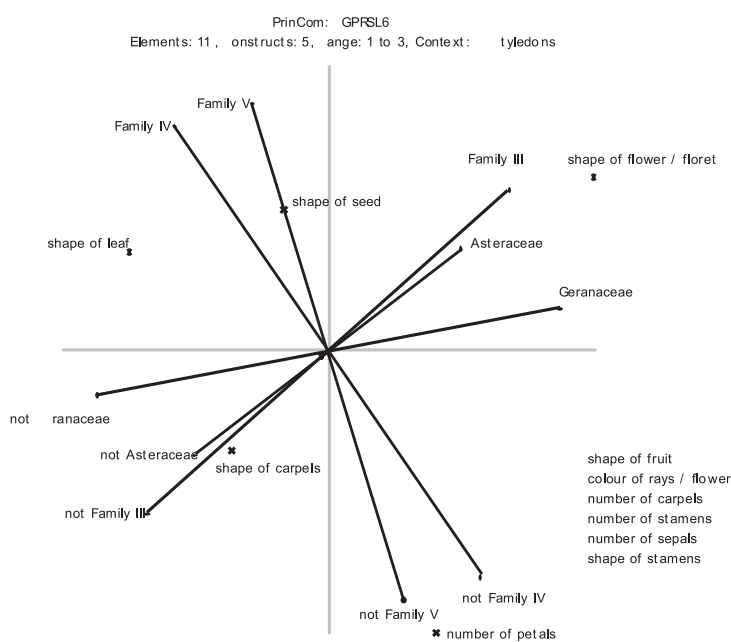 PrinCom: GPRSL6
Elements: 11, onstructs: 5, ange: 1 to 3, Context: tyledons
Family V
Family IV
Family III
shape of flower / floret
shape of seed
shape of leaf
Asteraceae
Geranaceae
not ranaceae
not Asteraceae
shape of carpels
shape of fruit
colour of rays / flower
number of carpels
number of stamens
number of sepals
shape of stamens
not Family III
not Family IV
not Family V
number of petals